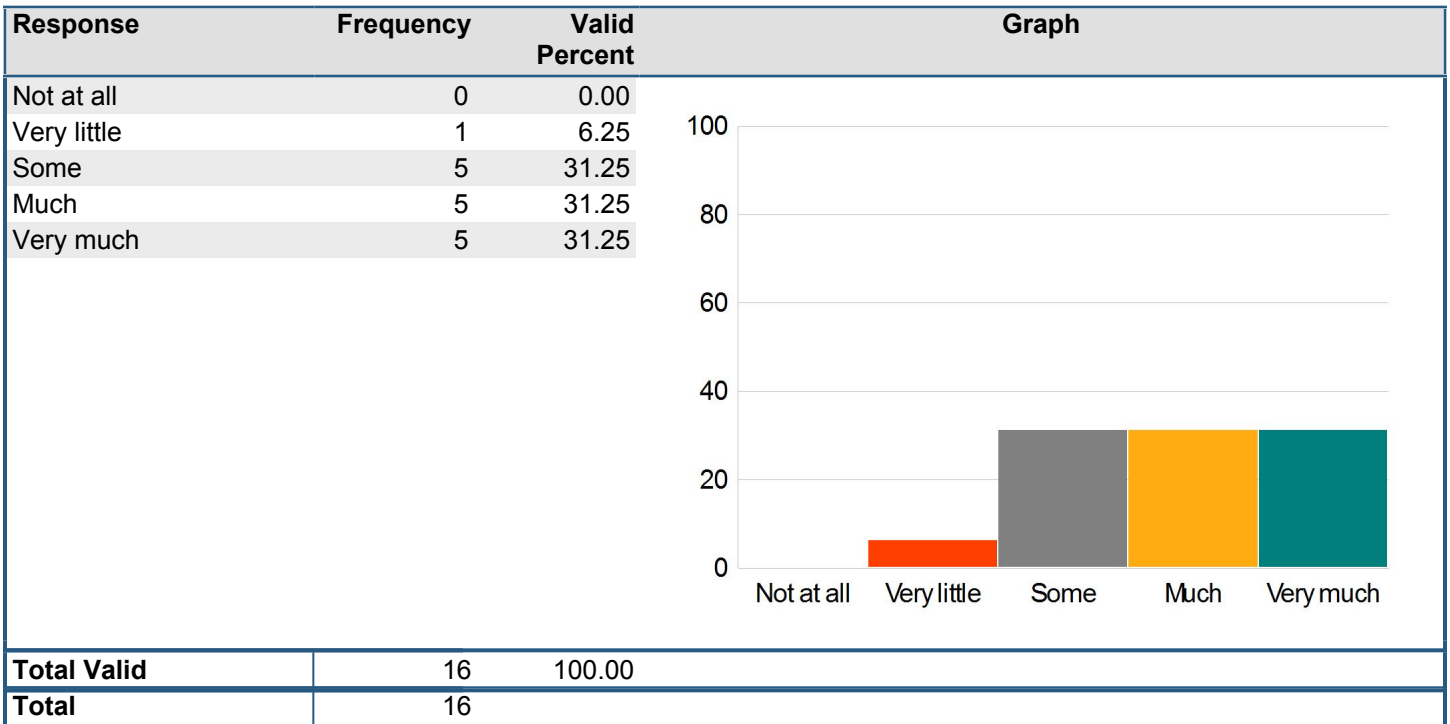 Response Frequency Valid Percent Graph
Not at all 0 0.00
Very little 1 6.25
Some 5 31.25
Much 5 31.25
Very much 5 31.25
100
80
60
40
20
0
Not at all Very little Some Much Very much
Total Valid 16 100.00
Total 16